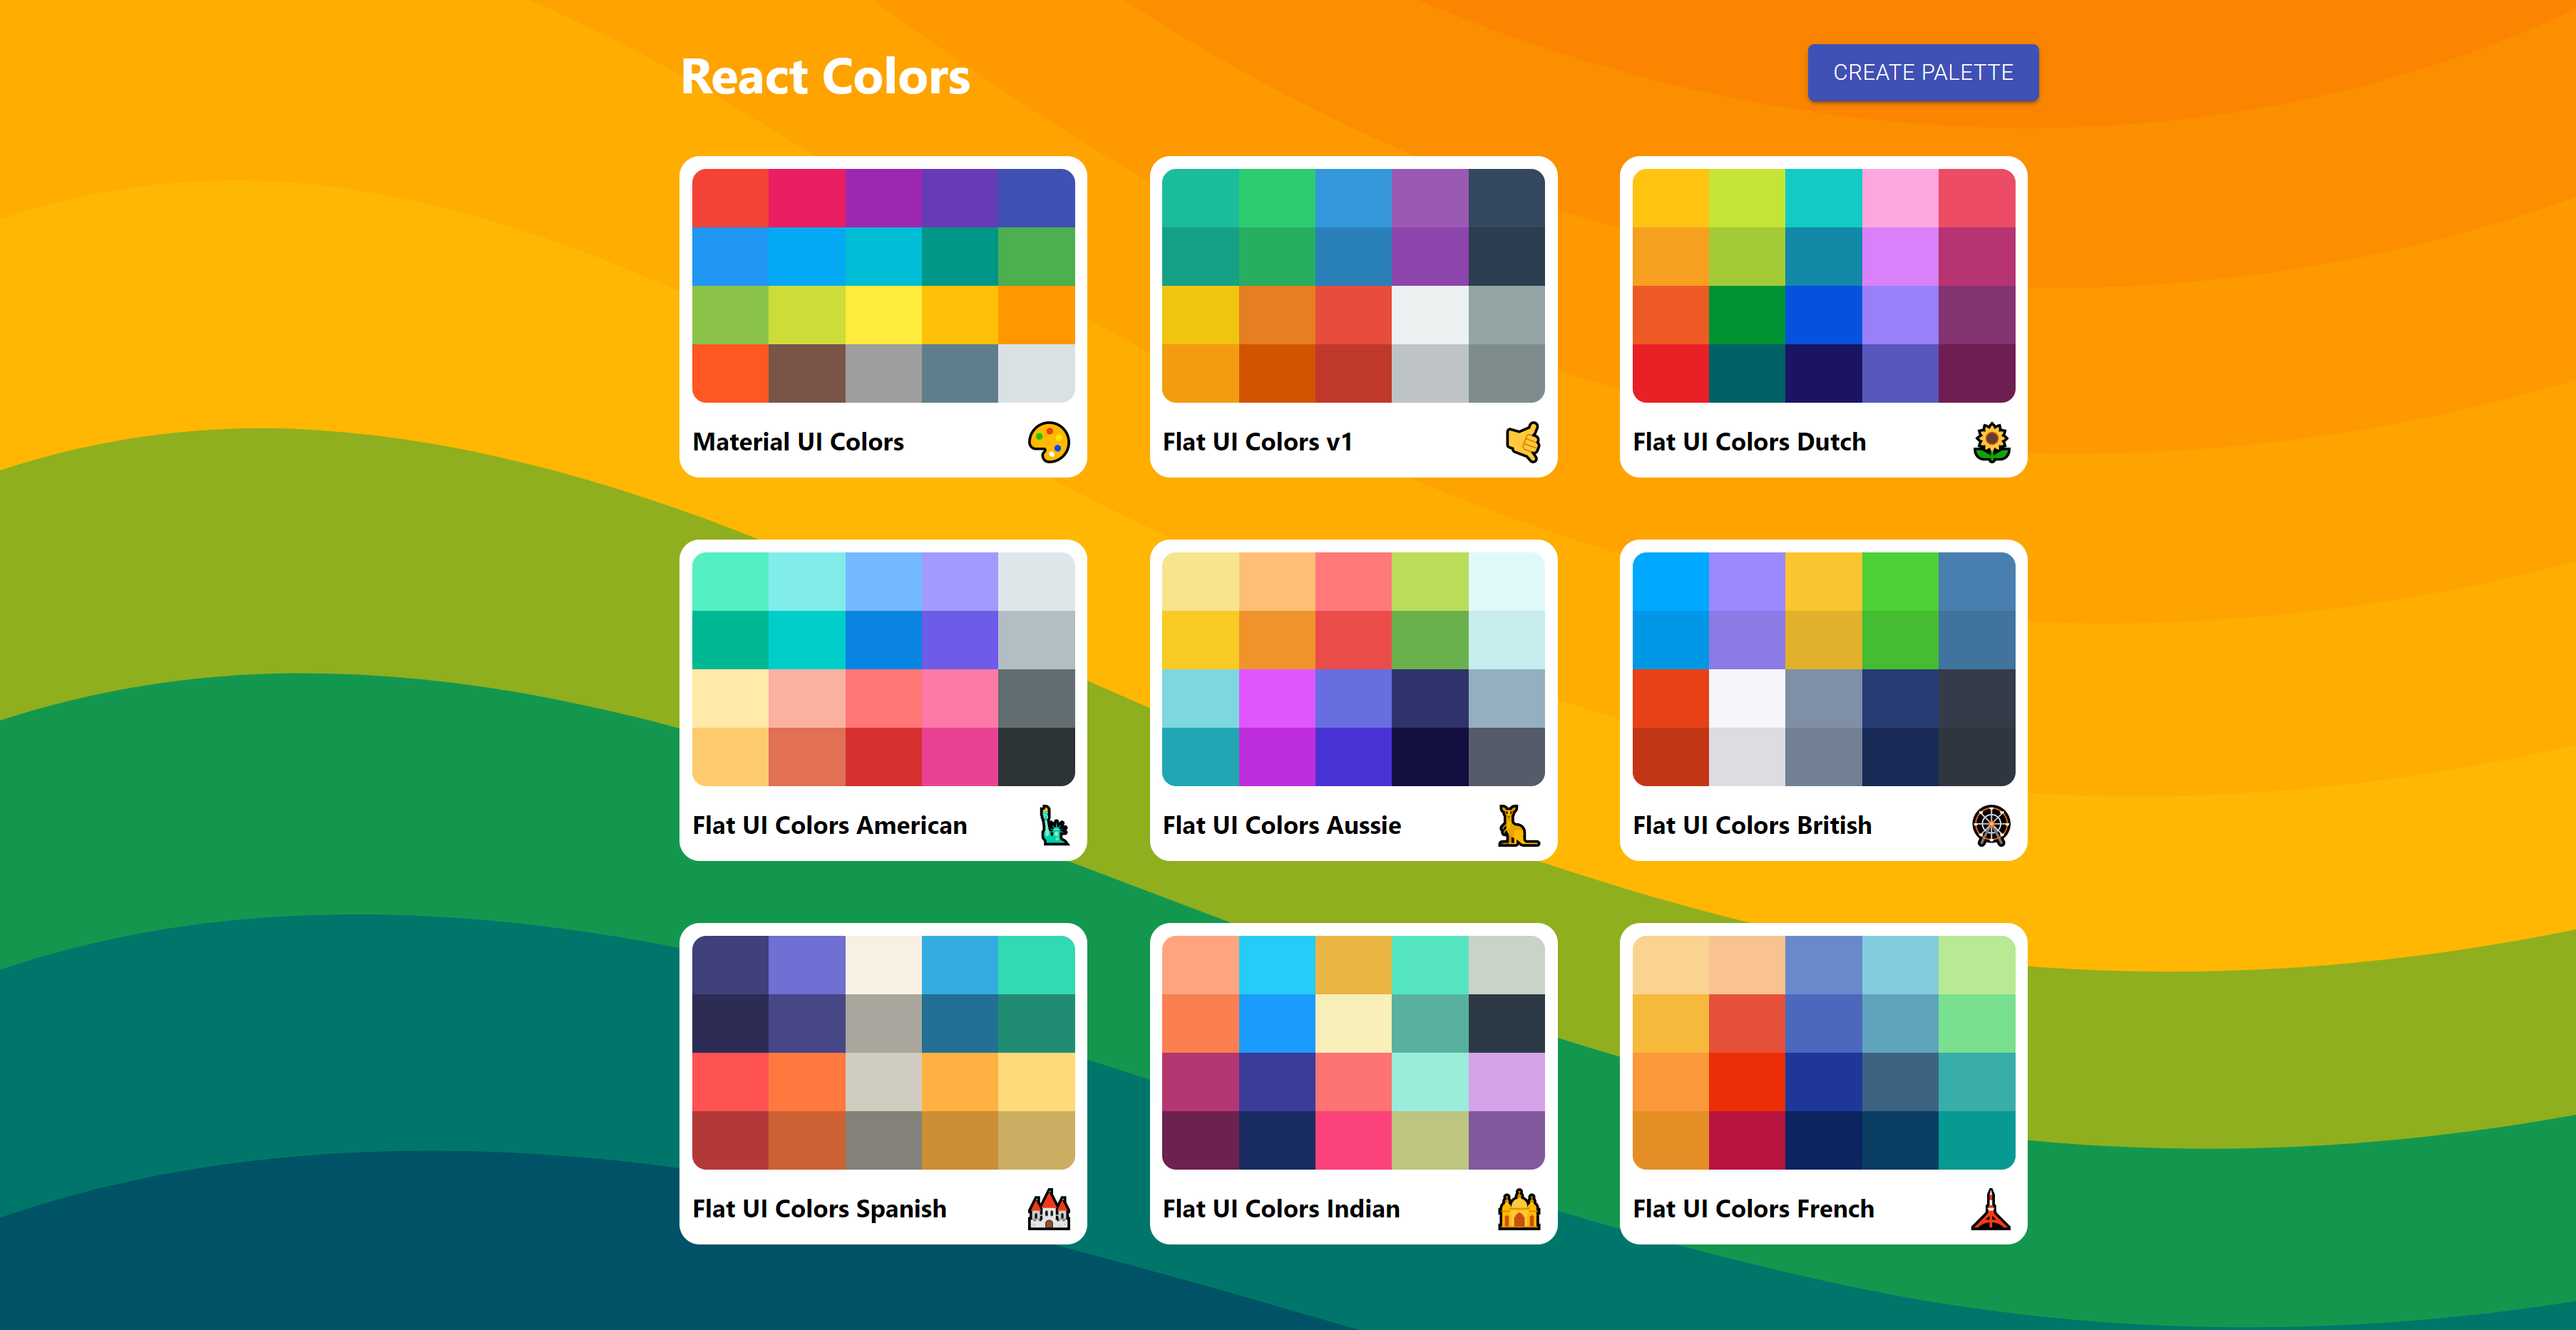 React Colors
CREATE PALETTE
Material UI Colors
Flat UI Colors v1
Flat UI Colors Dutch
Flat UI Colors American
Flat UI Colors Aussie
Flat UI Colors British
Flat UI Colors Spanish
Flat UI Colors Indian
Flat UI Colors French